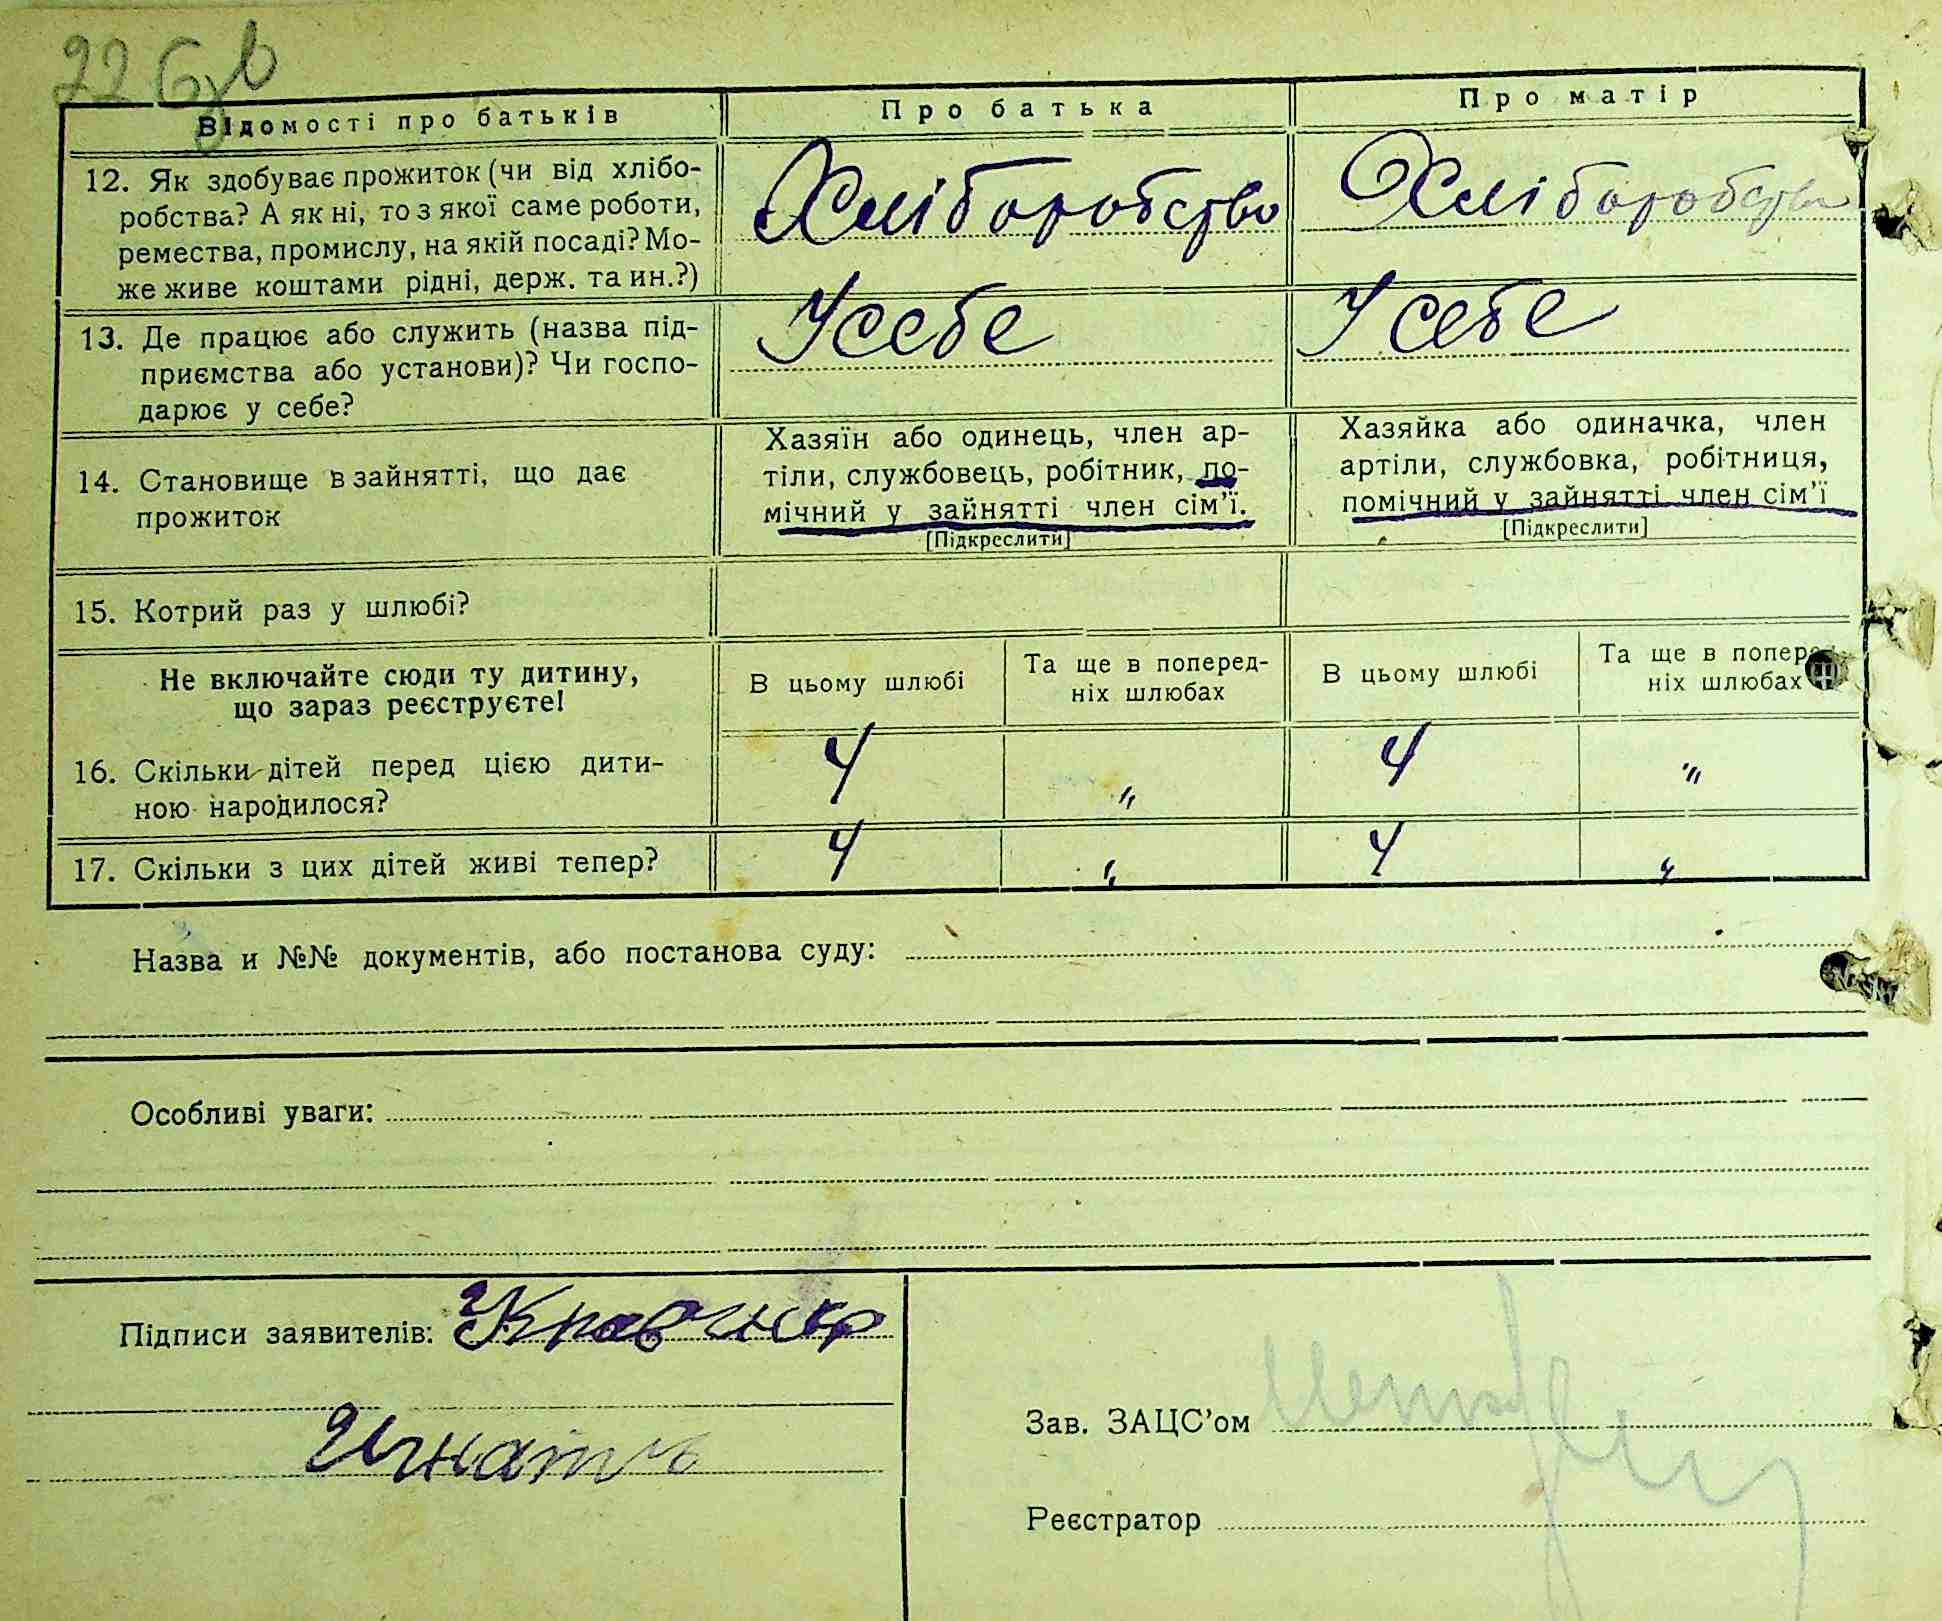 22 зв
Відомості про батьків
Про батька
Про матір
12. Як здобуває прожиток (чи від хлібо-
робства? А як ні, то з якої саме роботи,
ремества, промислу, на якій посаді? Мо-
же живе коштами рідні, держ. та ин.?)
Хліборобство
Хліборобство
13. Де працює або служить (назва під-
приємства або установи)? Чи госпо-
дарює у себе?
У себе
У себе
14. Становище в зайнятті, що дає
прожиток
Хазяїн або одинець, член ар-
тіли, службовець, робітник, по-
мічний у зайнятті член сім'ї.
[Підкреслити]
Хазяйка або одиначка, член
артіли, службовка, робітниця,
помічний у зайнятті член сім'ї
[Підкреслити]
15. Котрий раз у шлюбі?
Не включайте сюди ту дитину,
що зараз реєструєте!
В цьому шлюбі
Та ще в поперед-
ніх шлюбах
В цьому шлюбі
Та ще в попере
ніх шлюбах
16. Скільки дітей перед цією дити-
ною народилося?
4 „ 4 „
17. Скільки з цих дітей живі тепер?
4 „ 4 „
Назва и №№ документів, або постанова суду:
Особливі уваги:
Підписи заявителів:
Игнать
Зав. ЗАЦС'ом
Реєстратор